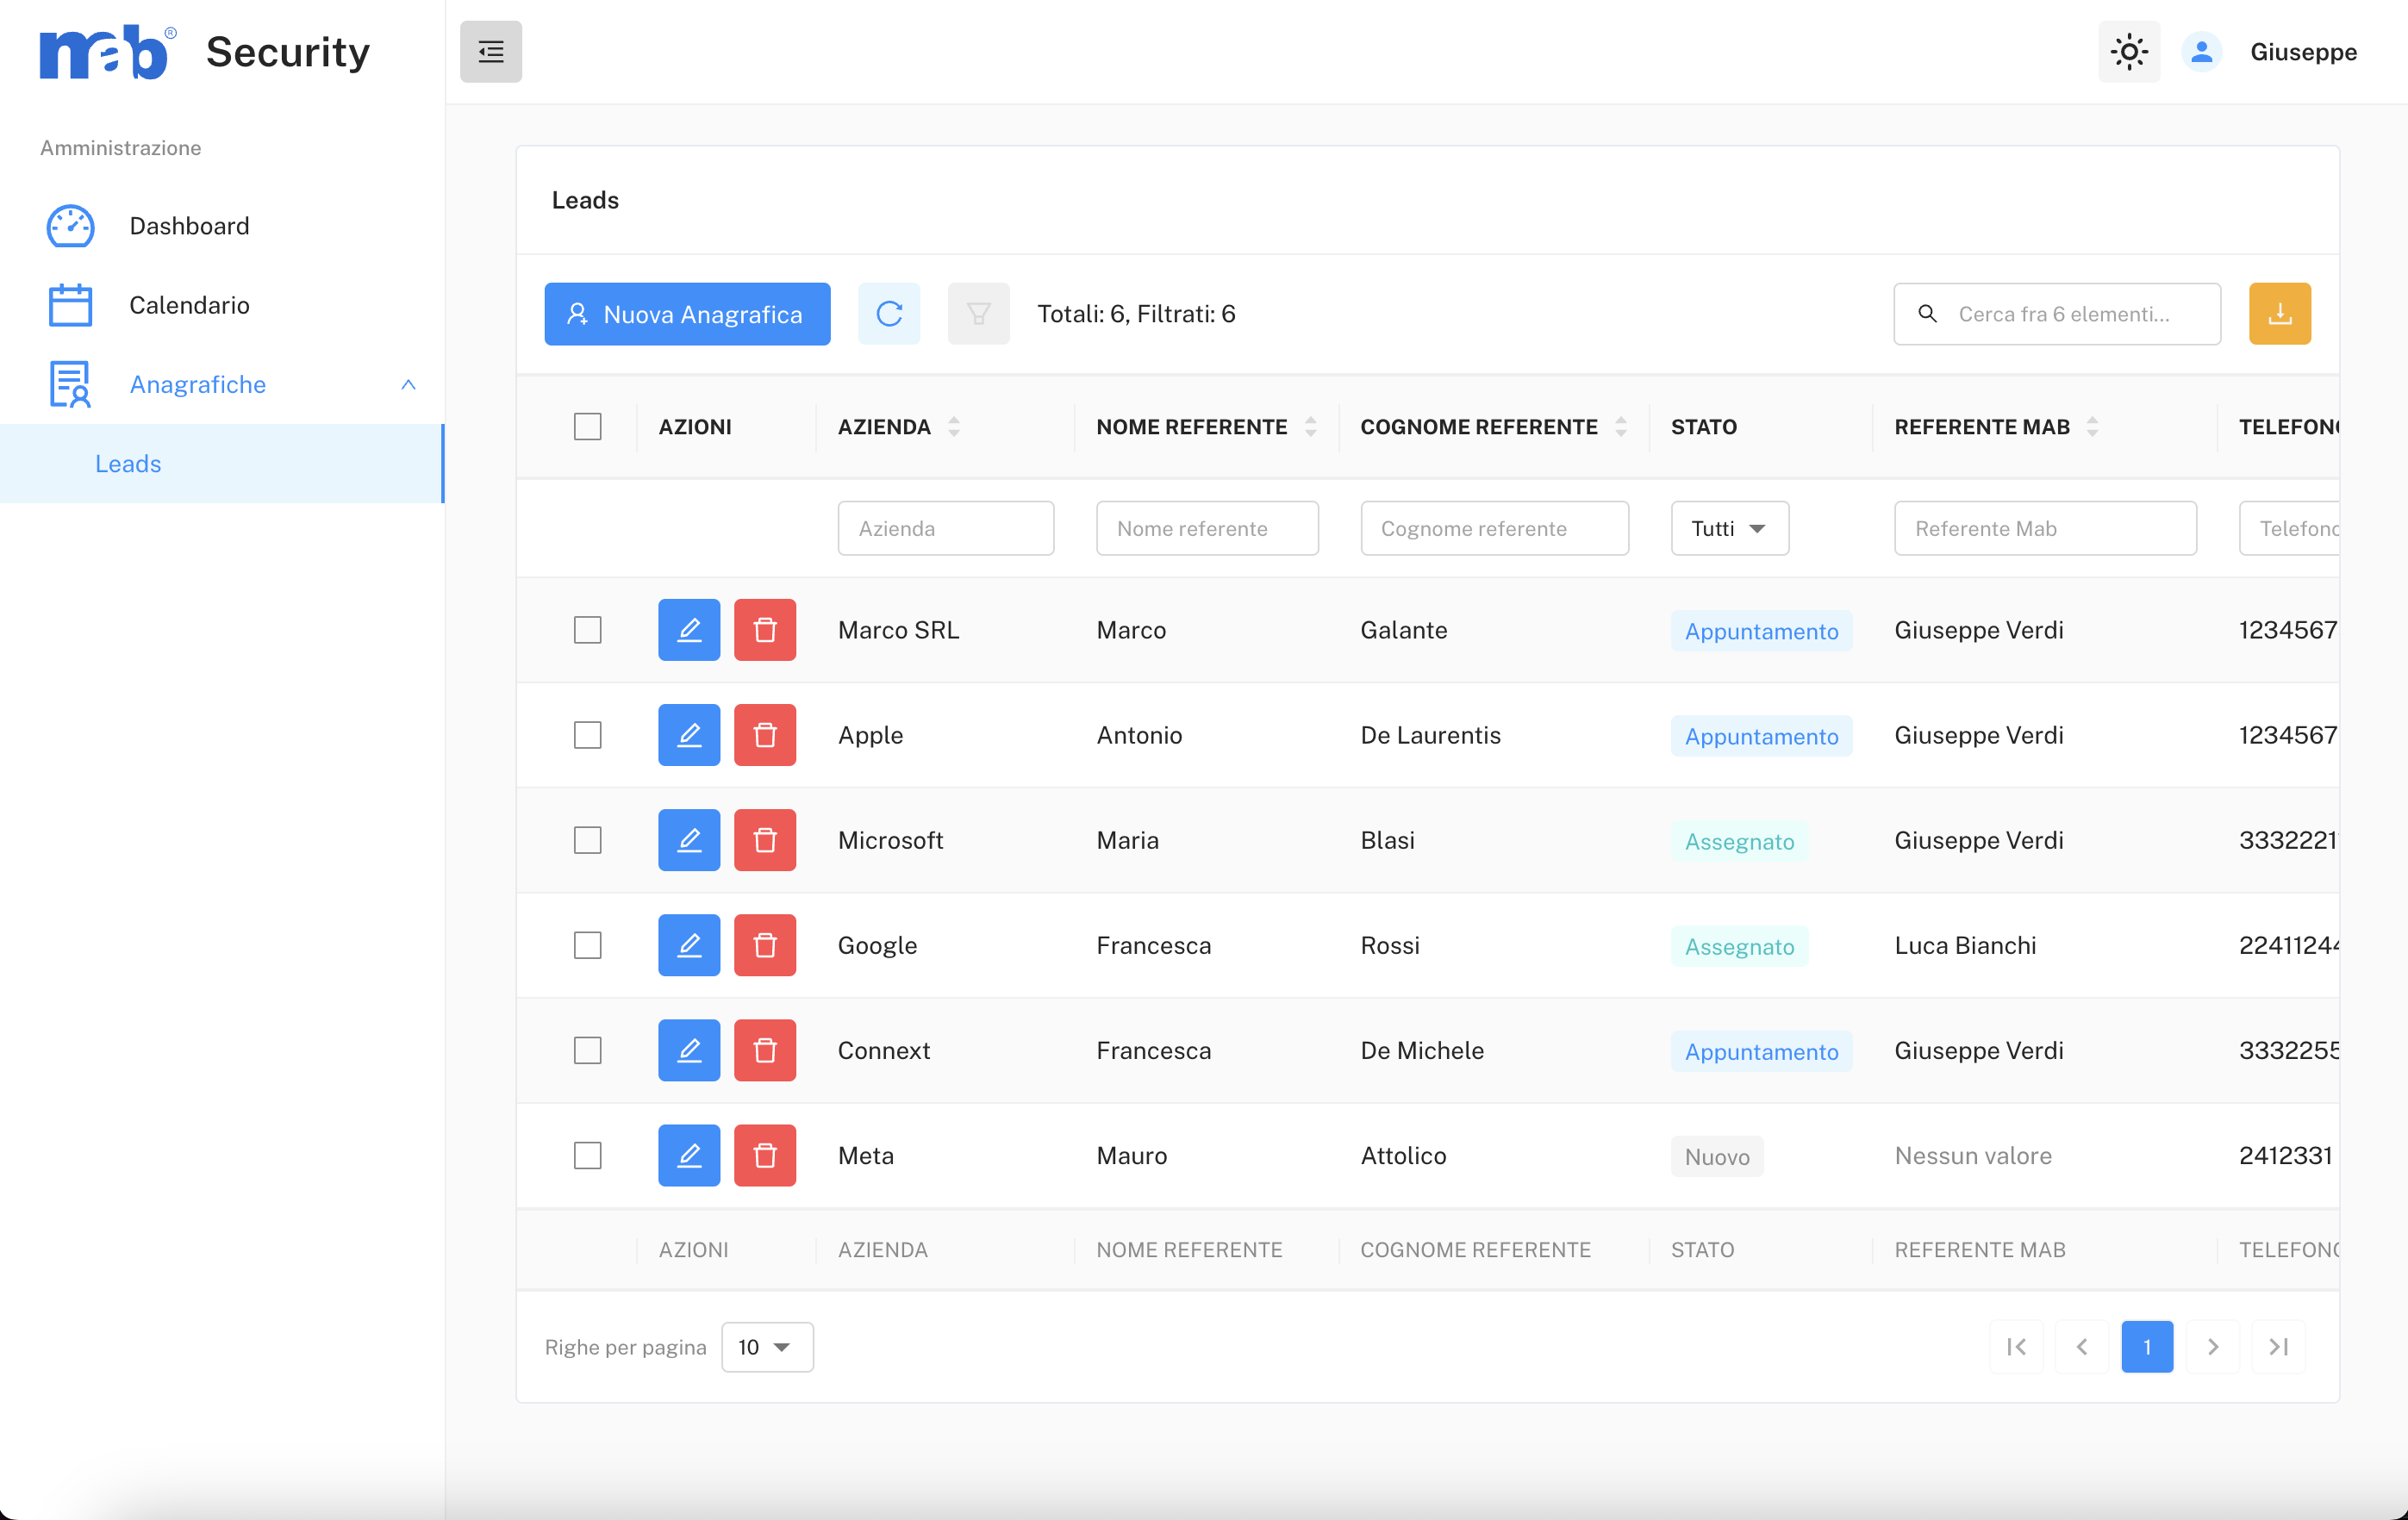 mab® Security
Giuseppe
Amministrazione
Dashboard
Calendario
Anagrafiche
Leads
Leads
Nuova Anagrafica Totali: 6, Filtrati: 6 Cerca fra 6 elementi...
AZIONI AZIENDA NOME REFERENTE COGNOME REFERENTE STATO REFERENTE MAB TELEFONO
Azienda Nome referente Cognome referente Tutti Referente Mab Telefono
Marco SRL Marco Galante Appuntamento Giuseppe Verdi 1234567
Apple Antonio De Laurentis Appuntamento Giuseppe Verdi 1234567
Microsoft Maria Blasi Assegnato Giuseppe Verdi 333221
Google Francesca Rossi Assegnato Luca Bianchi 2241124
Connext Francesca De Michele Appuntamento Giuseppe Verdi 333225
Meta Mauro Attolico Nuovo Nessun valore 2412331
AZIONI AZIENDA NOME REFERENTE COGNOME REFERENTE STATO REFERENTE MAB TELEFONO
Righe per pagina 10 1